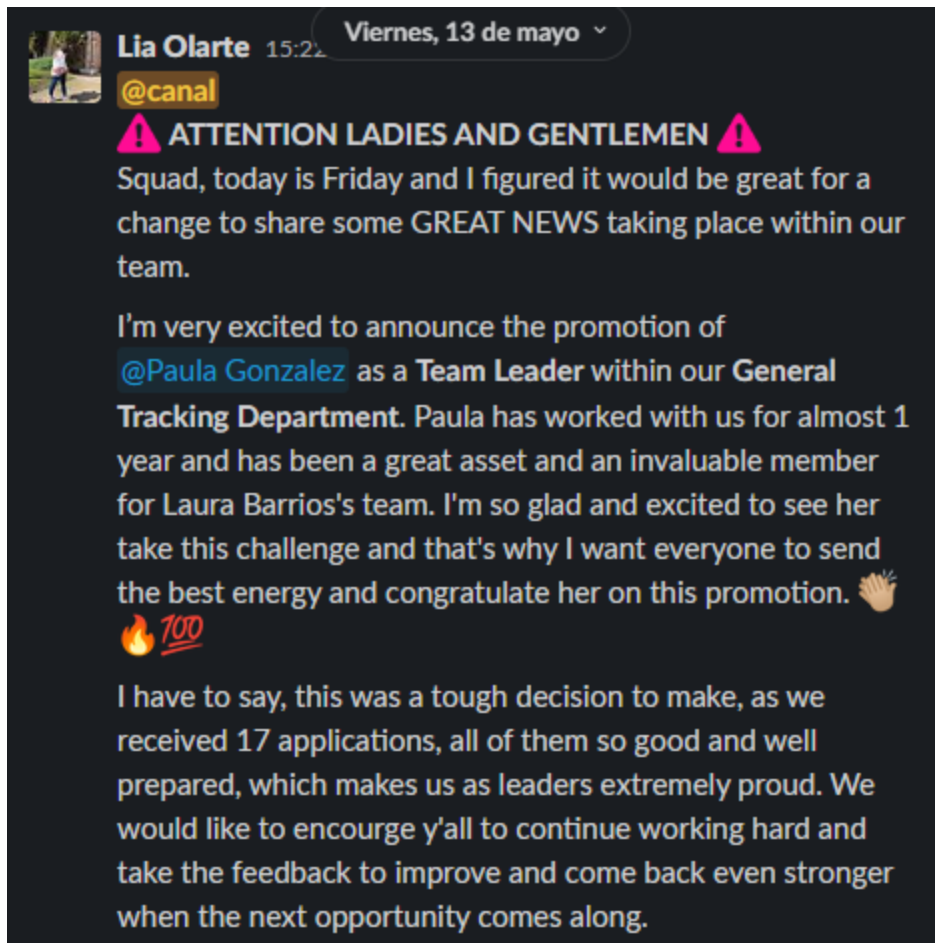 Viernes, 13 de mayo
Lia Olarte 15:22
@canal
ATTENTION LADIES AND GENTLEMEN
Squad, today is Friday and I figured it would be great for a
change to share some GREAT NEWS taking place within our
team.
I’m very excited to announce the promotion of
@Paula Gonzalez as a Team Leader within our General
Tracking Department. Paula has worked with us for almost 1
year and has been a great asset and an invaluable member
for Laura Barrios's team. I'm so glad and excited to see her
take this challenge and that's why I want everyone to send
the best energy and congratulate her on this promotion. 👏🏼
🔥💯
I have to say, this was a tough decision to make, as we
received 17 applications, all of them so good and well
prepared, which makes us as leaders extremely proud. We
would like to encourge y'all to continue working hard and
take the feedback to improve and come back even stronger
when the next opportunity comes along.